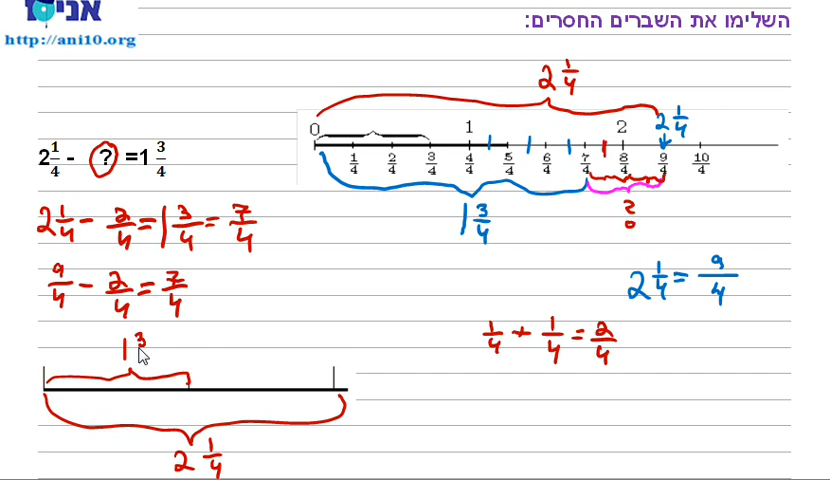 אני10
http://ani10.org
השלימו את השברים החסרים:
2 1/4
0 1 2 2 1/4
2 1/4 - ? =1 3/4
1/4 2/4 3/4 4/4 5/4 6/4 7/4 8/4 9/4 10/4
1 3/4 ?
2 1/4 - 2/4 = 1 3/4 = 7/4
9/4 - 2/4 = 7/4
2 1/4 = 9/4
1/4 + 1/4 = 2/4
1 3
2 1/4